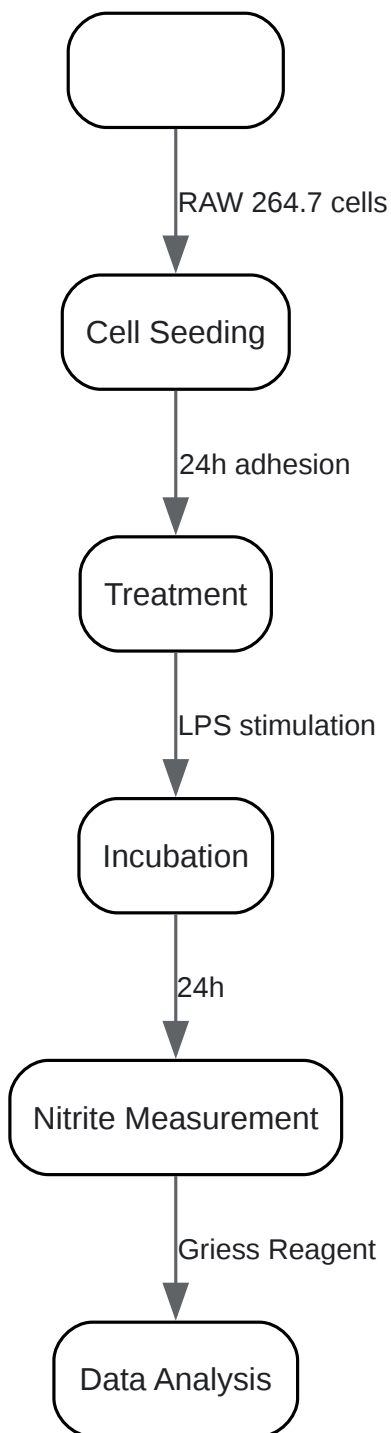 RAW 264.7 cells
Cell Seeding
24h adhesion
Treatment
LPS stimulation
Incubation
24h
Nitrite Measurement
Griess Reagent
Data Analysis